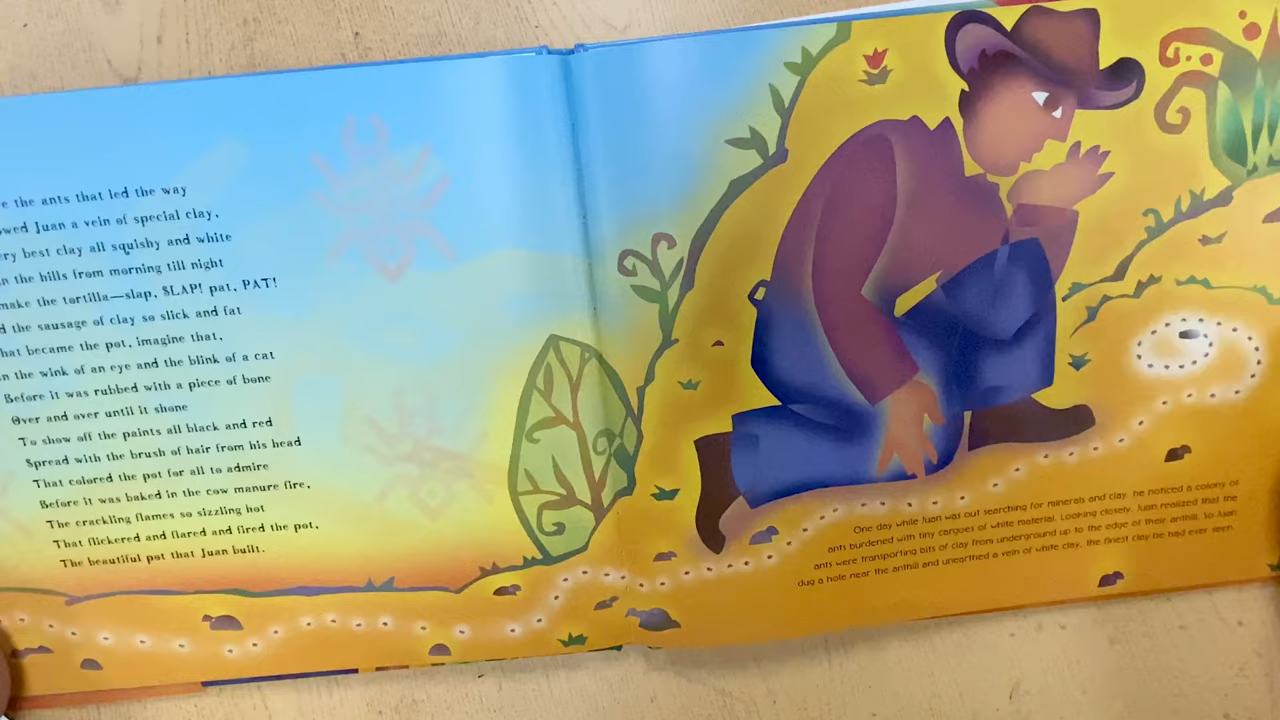 e the ants that led the way
owed Juan a vein of special clay,
ery best clay all squishy and white
n the hills from morning till night
make the tortilla—slap, SLAP! pat, PAT!
d the sausage of clay so slick and fat
hat became the pot, imagine that,
n the wink of an eye and the blink of a cat
Before it was rubbed with a piece of bone
Over and over until it shone
To show off the paints all black and red
Spread with the brush of hair from his head
That colored the pot for all to admire
Before it was baked in the cow manure fire,
The crackling flames so sizzling hot
That flickered and flared and fired the pot,
The beautiful pot that Juan built.
One day while Juan was out searching for minerals and clay, he noticed a colony of
ants burdened with tiny cargoes of white material. Looking closely, Juan realized that the
ants were transporting bits of clay from underground up to the edge of their anthill. So Juan
dug a hole near the anthill and unearthed a vein of white clay, the finest clay he had ever seen.